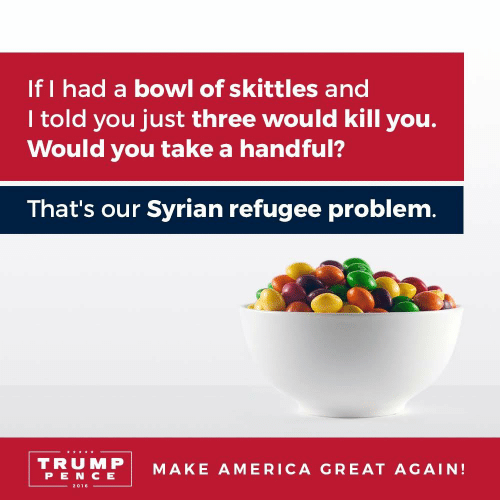 If I had a bowl of skittles and
I told you just three would kill you.
Would you take a handful?
That's our Syrian refugee problem.
TRUMP
PENCE
2016
MAKE AMERICA GREAT AGAIN!